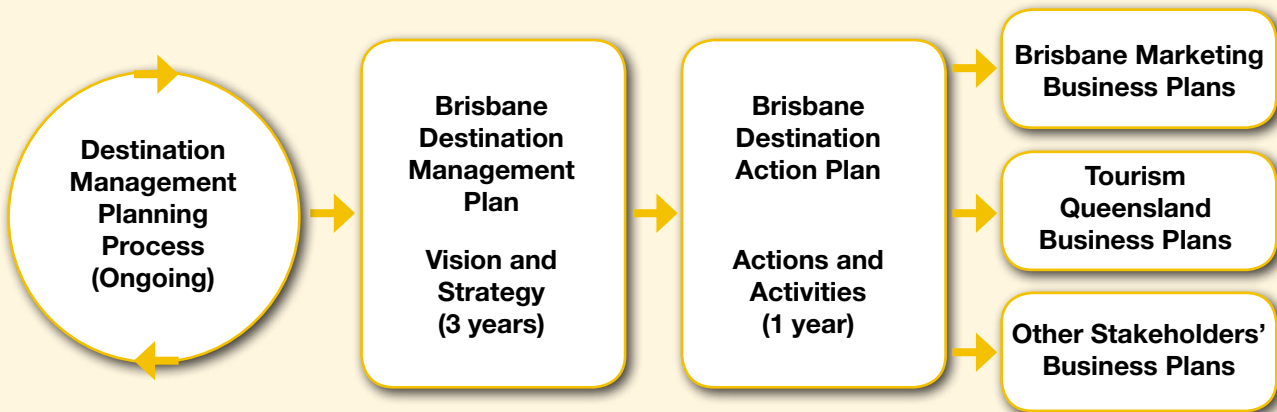 Destination
Management
Planning
Process
(Ongoing)
Brisbane
Destination
Management
Plan
Vision and
Strategy
(3 years)
Brisbane
Destination
Action Plan
Actions and
Activities
(1 year)
Brisbane Marketing
Business Plans
Tourism
Queensland
Business Plans
Other Stakeholders’
Business Plans